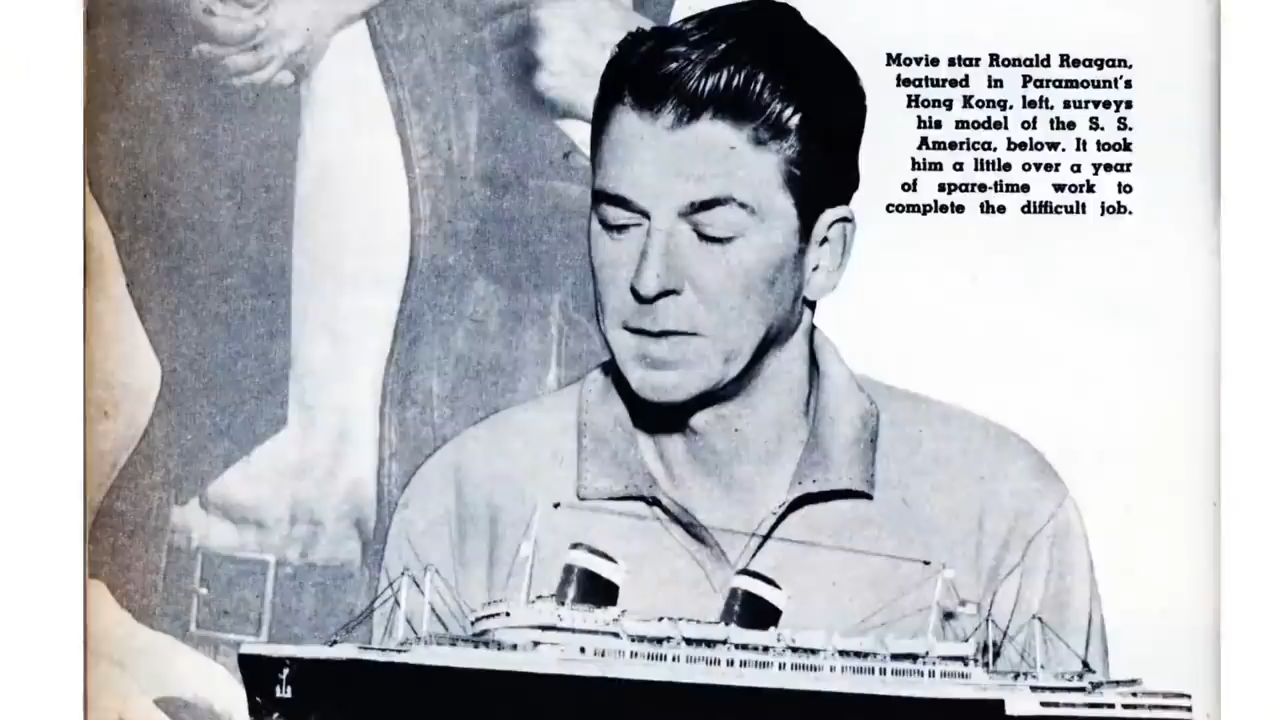 Movie star Ronald Reagan,
featured in Paramount's
Hong Kong, left, surveys
his model of the S. S.
America, below. It took
him a little over a year
of spare-time work to
complete the difficult job.